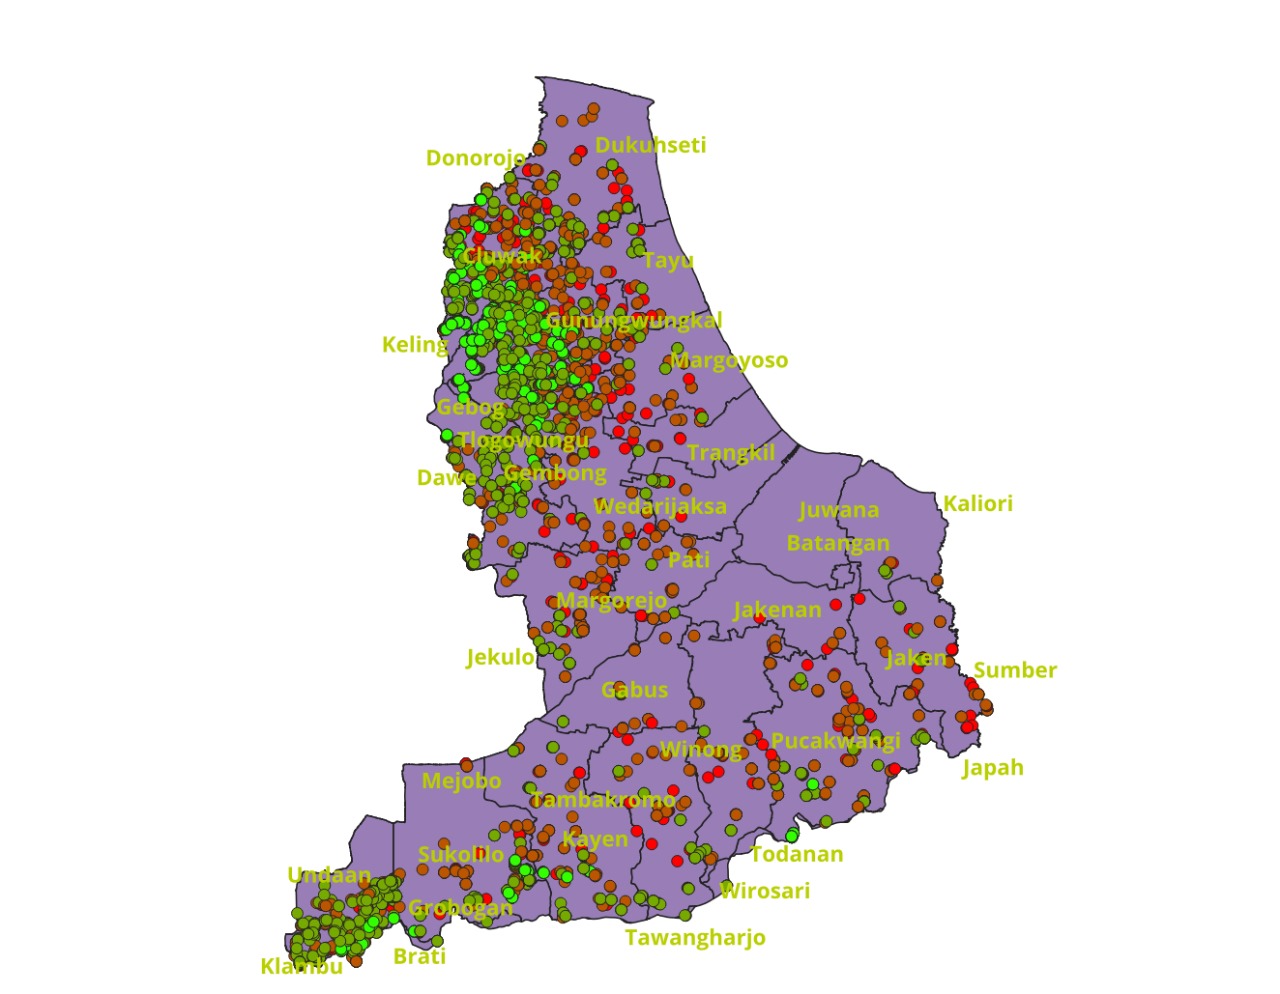 Dukuhseti
Donorojo
Cluwak
Tayu
Gunungwungkal
Keling
Margoyoso
Gebog
Tlogowungu
Trangkil
Dawe
Gembong
Wedarijaksa
Juwana
Kaliori
Batangan
Pati
Margorejo
Jakenan
Jekulo
Jaken
Sumber
Gabus
Winong
Pucakwangi
Japah
Mejobo
Tambakromo
Kayen
Sukolilo
Todanan
Undaan
Wirosari
Grobogan
Tawangharjo
Brati
Klambu